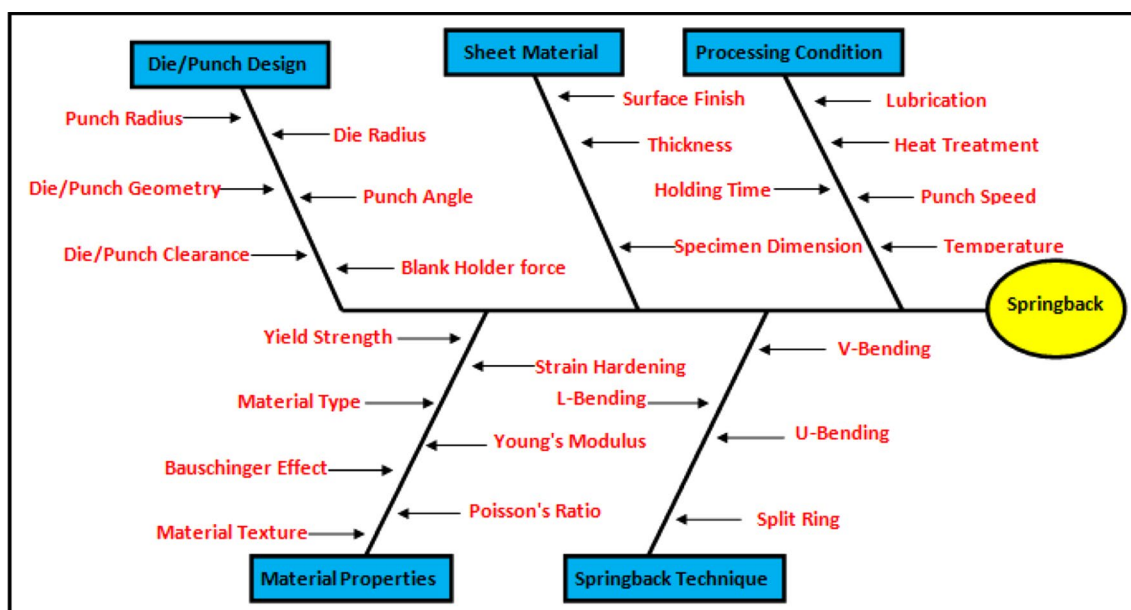 Die/Punch Design
Sheet Material
Processing Condition
Punch Radius
Die Radius
Die/Punch Geometry
Punch Angle
Die/Punch Clearance
Blank Holder force
Surface Finish
Thickness
Specimen Dimension
Lubrication
Heat Treatment
Holding Time
Punch Speed
Temperature
Springback
Yield Strength
Strain Hardening
Material Type
Young's Modulus
Bauschinger Effect
Poisson's Ratio
Material Texture
V-Bending
L-Bending
U-Bending
Split Ring
Material Properties
Springback Technique